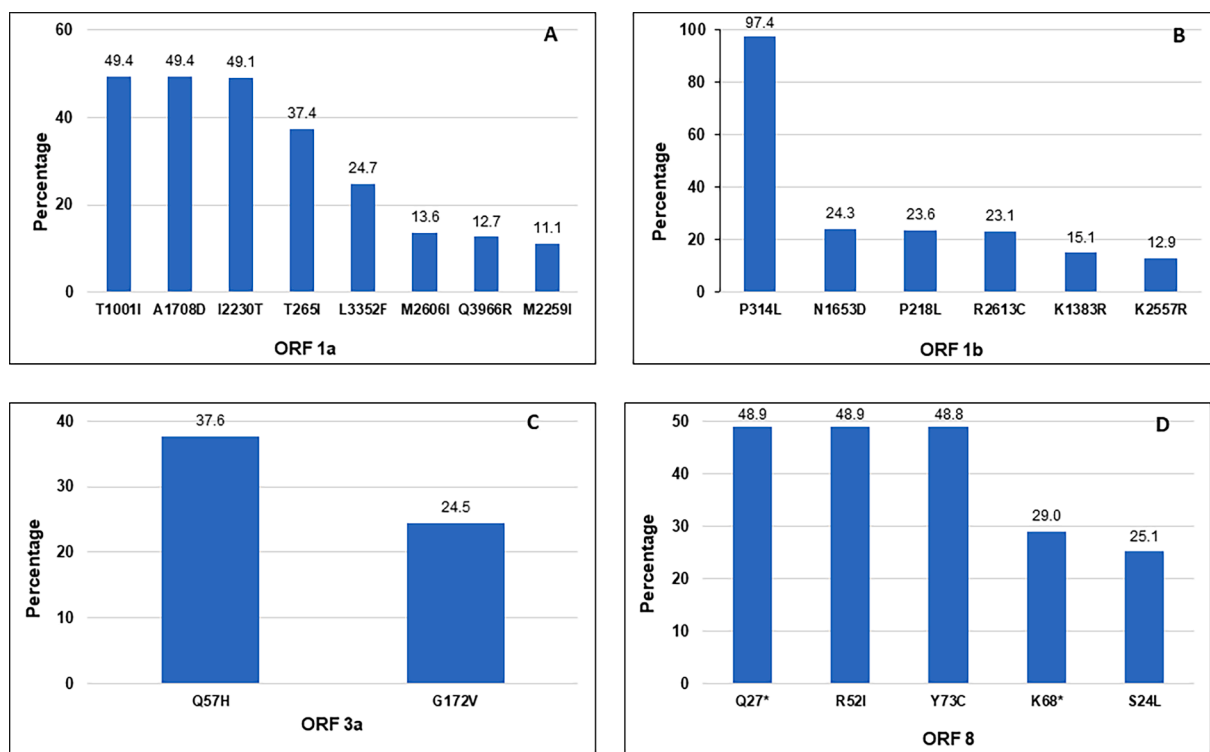 A
60
49.4 49.4 49.1
40
37.4
24.7
20
13.6 12.7 11.1
0
Percentage
T1001I A1708D I2230T T265I L3352F M2606I Q3966R M2259I
ORF 1a
B
97.4
100
80
60
40
24.3 23.6 23.1
20
15.1 12.9
0
Percentage
P314L N1653D P218L R2613C K1383R K2557R
ORF 1b
C
40
37.6
30
24.5
20
10
0
Percentage
Q57H G172V
ORF 3a
D
48.9 48.9 48.8
50
40
30
29.0
25.1
20
10
0
Percentage
Q27* R52I Y73C K68* S24L
ORF 8